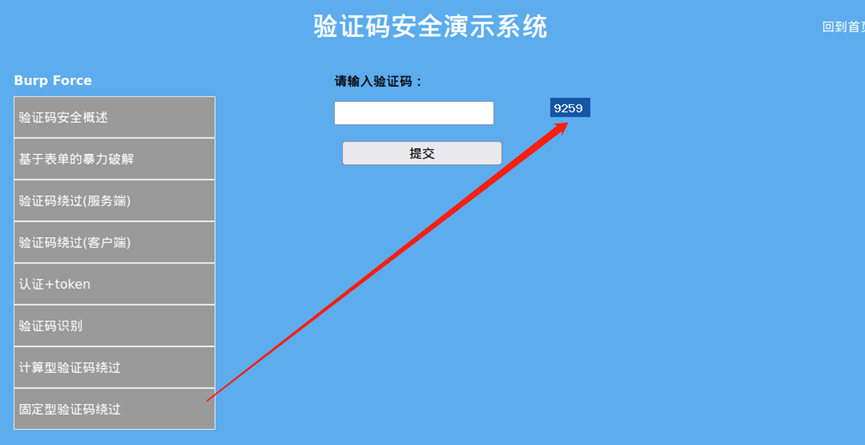 验证码安全演示系统
回到首页
Burp Force
验证码安全概述
基于表单的暴力破解
验证码绕过(服务端)
验证码绕过(客户端)
认证+token
验证码识别
计算型验证码绕过
固定型验证码绕过
请输入验证码：
9259
提交